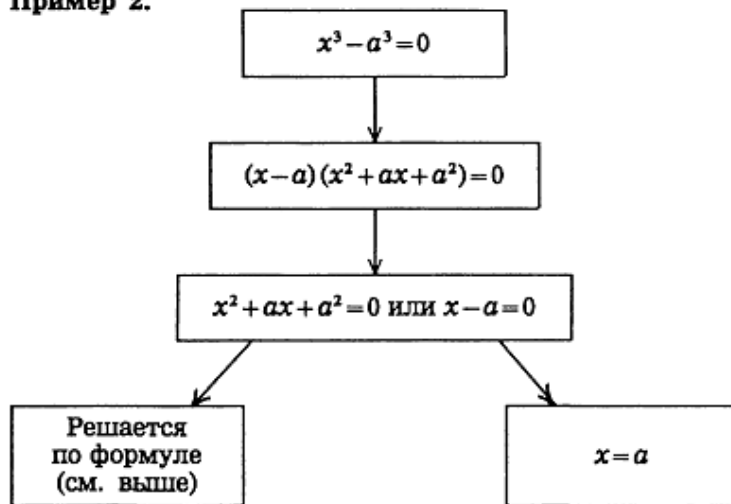 Пример 2.
x³−a³=0
(x−a)(x²+ax+a²)=0
x²+ax+a²=0 или x−a=0
Решается
по формуле
(см. выше)
x=a